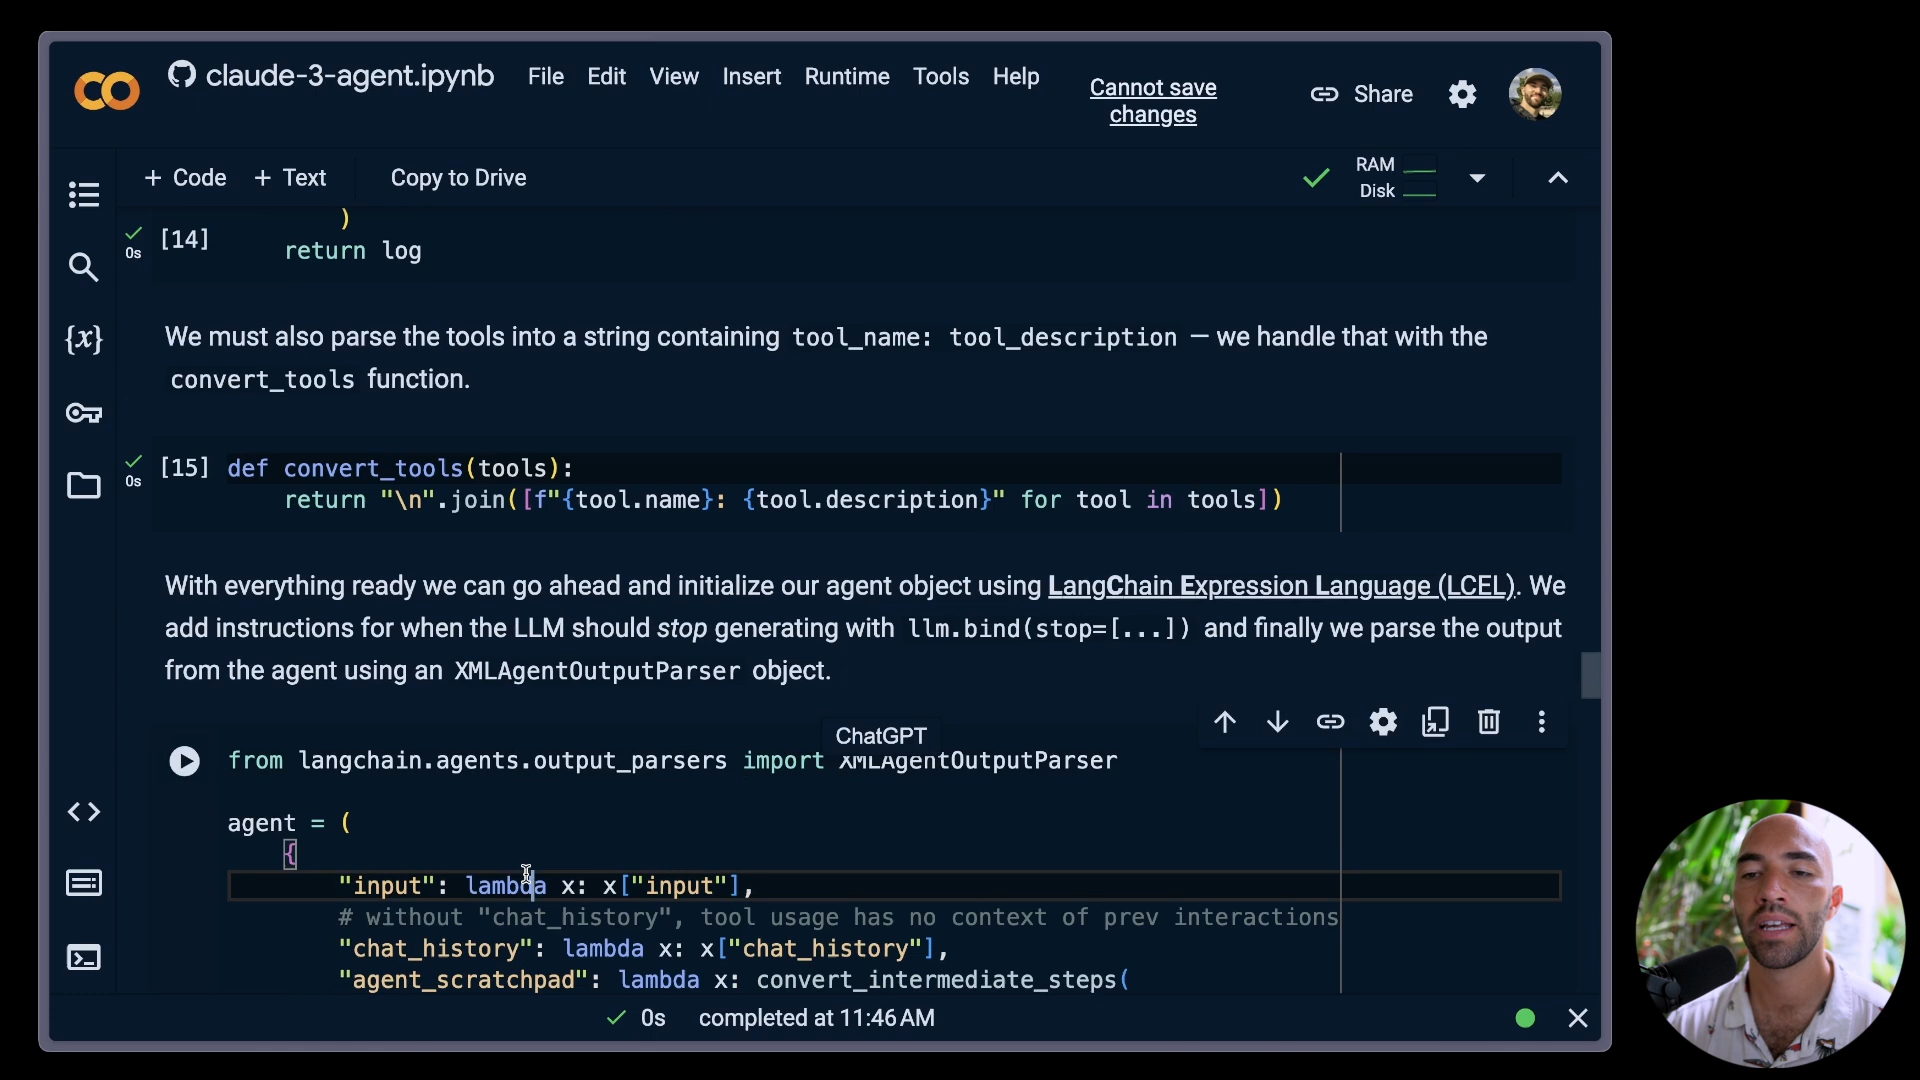 claude-3-agent.ipynb File Edit View Insert Runtime Tools Help
Cannot save
changes
Share
+ Code + Text Copy to Drive
RAM
Disk
)
0s [14]
return log
We must also parse the tools into a string containing tool_name: tool_description — we handle that with the
convert_tools function.
{x}
0s [15] def convert_tools(tools):
return "\n".join([f"{tool.name}: {tool.description}" for tool in tools])
With everything ready we can go ahead and initialize our agent object using LangChain Expression Language (LCEL). We
add instructions for when the LLM should stop generating with llm.bind(stop=[...]) and finally we parse the output
from the agent using an XMLAgentOutputParser object.
ChatGPT
from langchain.agents.output_parsers import XMLAgentOutputParser
agent = (
{
"input": lambda x: x["input"],
# without "chat_history", tool usage has no context of prev interactions
"chat_history": lambda x: x["chat_history"],
"agent_scratchpad": lambda x: convert_intermediate_steps(
0s completed at 11:46 AM